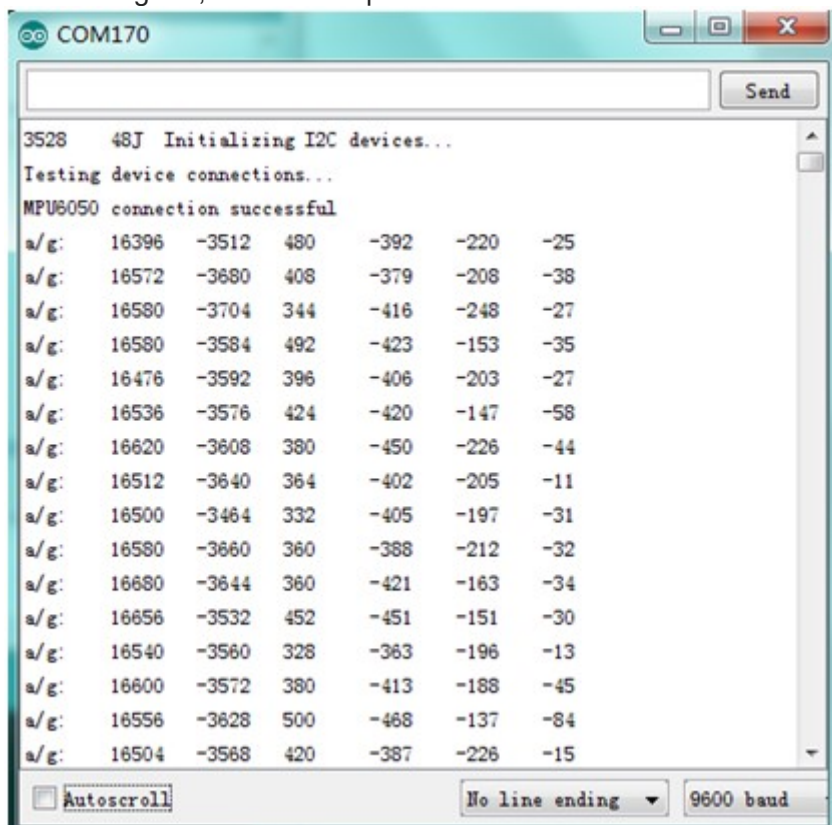 COM170
Send
3528 48J Initializing I2C devices...
Testing device connections...
MPU6050 connection successful
a/g: 16396 -3512 480 -392 -220 -25
a/g: 16572 -3680 408 -379 -208 -38
a/g: 16580 -3704 344 -416 -248 -27
a/g: 16580 -3584 492 -423 -153 -35
a/g: 16476 -3592 396 -406 -203 -27
a/g: 16536 -3576 424 -420 -147 -58
a/g: 16620 -3608 380 -450 -226 -44
a/g: 16512 -3640 364 -402 -205 -11
a/g: 16500 -3464 332 -405 -197 -31
a/g: 16580 -3660 360 -388 -212 -32
a/g: 16680 -3644 360 -421 -163 -34
a/g: 16656 -3532 452 -451 -151 -30
a/g: 16540 -3560 328 -363 -196 -13
a/g: 16600 -3572 380 -413 -188 -45
a/g: 16556 -3628 500 -468 -137 -84
a/g: 16504 -3568 420 -387 -226 -15
Autoscroll No line ending 9600 baud